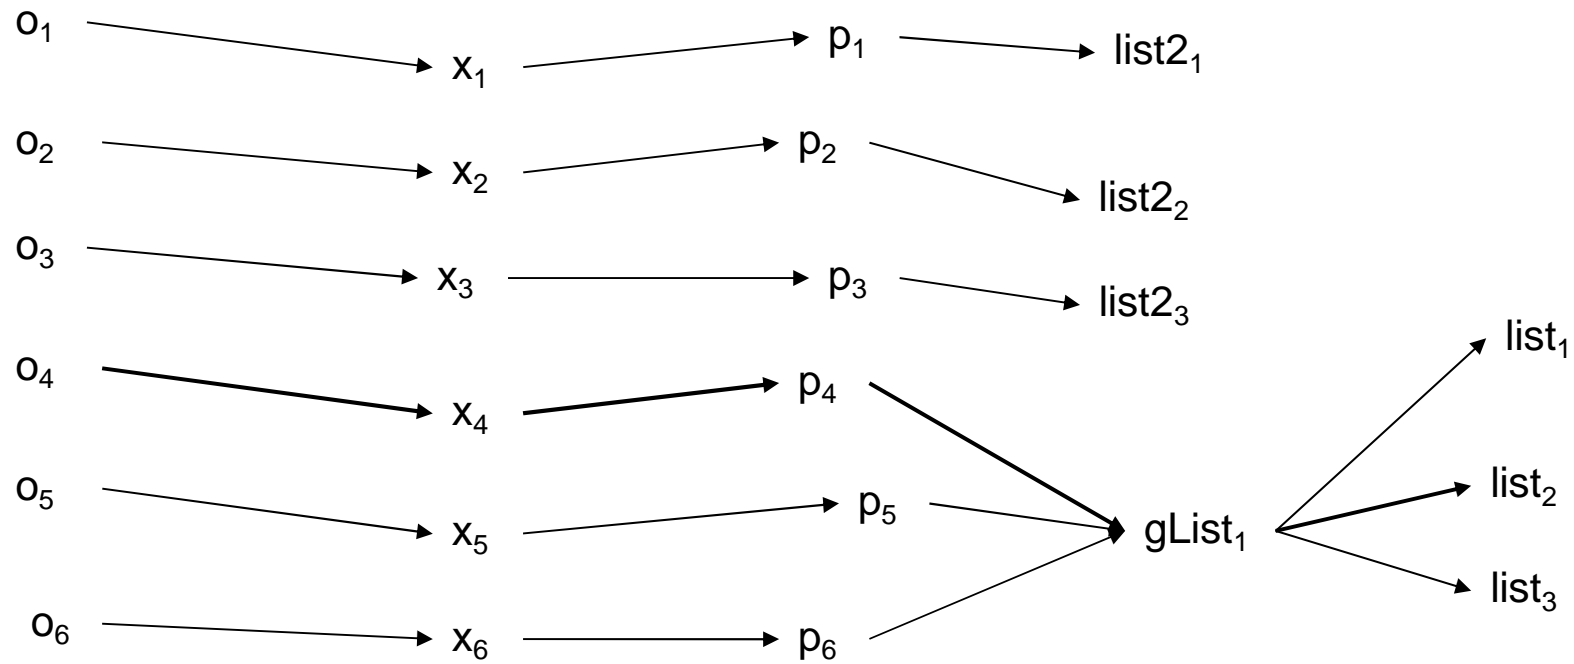 o₁
x₁
p₁
list2₁
o₂
x₂
p₂
list2₂
o₃
x₃
p₃
list2₃
list₁
o₄
x₄
p₄
list₂
o₅
x₅
p₅
gList₁
list₃
o₆
x₆
p₆